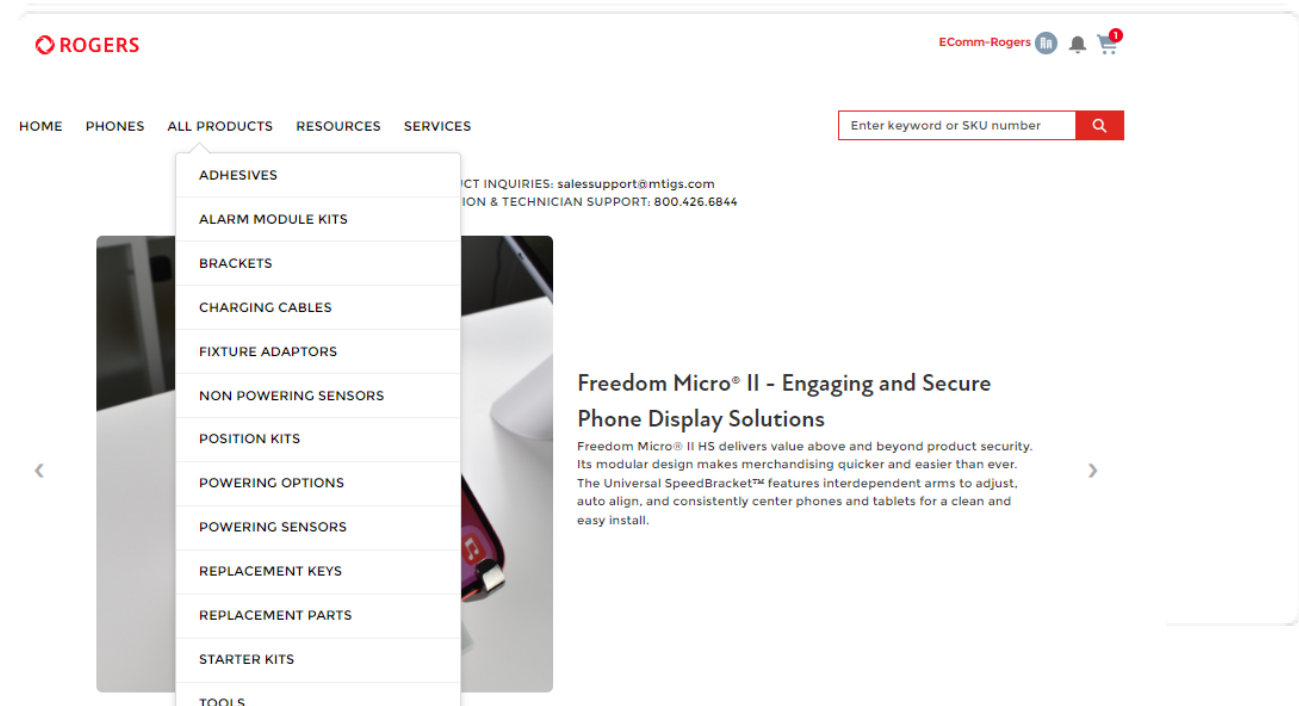 ROGERS
EComm-Rogers
1
HOME PHONES ALL PRODUCTS RESOURCES SERVICES
Enter keyword or SKU number
ADHESIVES
ALARM MODULE KITS
BRACKETS
CHARGING CABLES
FIXTURE ADAPTORS
NON POWERING SENSORS
POSITION KITS
POWERING OPTIONS
POWERING SENSORS
REPLACEMENT KEYS
REPLACEMENT PARTS
STARTER KITS
TOOLS
CT INQUIRIES: salessupport@mtigs.com
ION & TECHNICIAN SUPPORT: 800.426.6844
Freedom Micro® II - Engaging and Secure
Phone Display Solutions
Freedom Micro® II HS delivers value above and beyond product security.
Its modular design makes merchandising quicker and easier than ever.
The Universal SpeedBracket™ features interdependent arms to adjust,
auto align, and consistently center phones and tablets for a clean and
easy install.